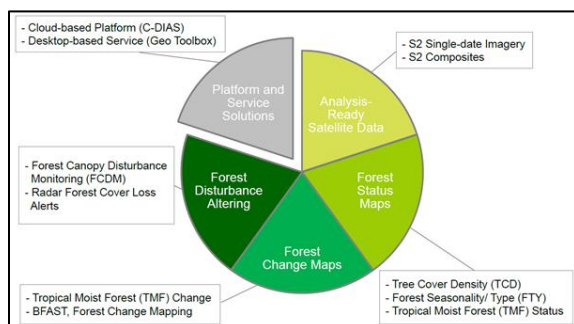 - Cloud-based Platform (C-DIAS)
- Desktop-based Service (Geo Toolbox)
- S2 Single-date Imagery
- S2 Composites
Platform and
Service
Solutions
Analysis-
Ready
Satellite Data
- Forest Canopy Disturbance
Monitoring (FCDM)
- Radar Forest Cover Loss
Alerts
Forest
Disturbance
Altering
Forest
Status
Maps
Forest
Change Maps
- Tropical Moist Forest (TMF) Change
- BFAST, Forest Change Mapping
- Tree Cover Density (TCD)
- Forest Seasonality/ Type (FTY)
- Tropical Moist Forest (TMF) Status